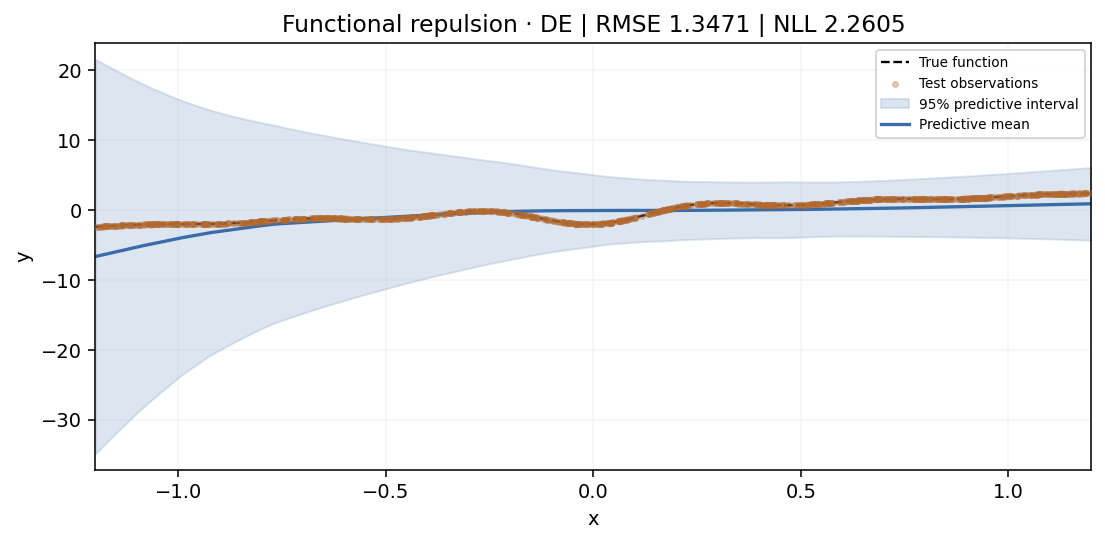 Functional repulsion · DE | RMSE 1.3471 | NLL 2.2605
True function
Test observations
95% predictive interval
Predictive mean
y
20
10
0
−10
−20
−30
−1.0
−0.5
0.0
0.5
1.0
x